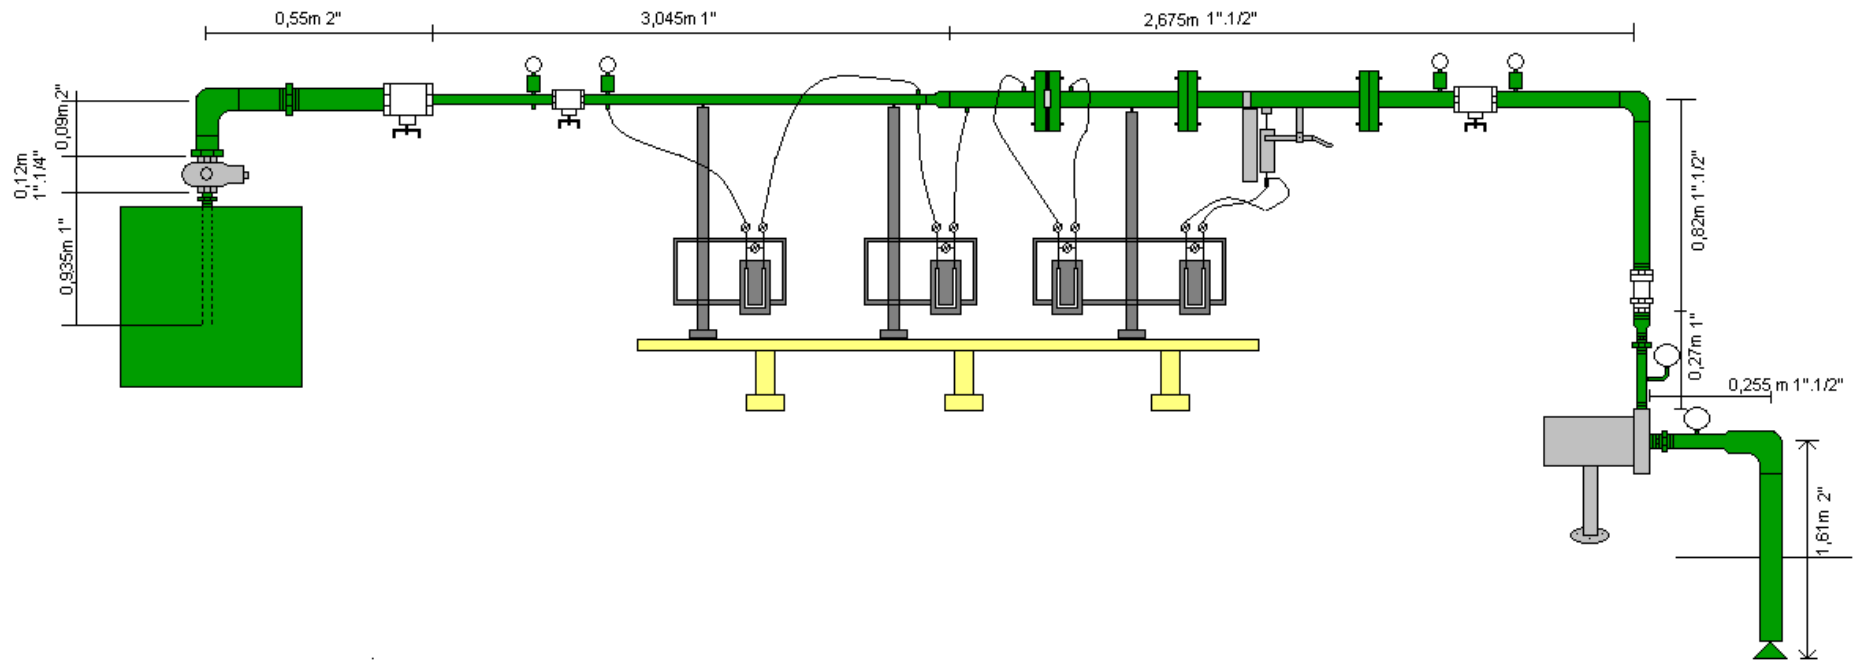 0,55m 2"
3,045m 1"
2,675m 1".1/2"
0,09m 2"
0,12m
1".1/4"
0,935m 1"
0,82m 1".1/2"
0,27m 1"
0,255 m 1".1/2"
1,61m 2"